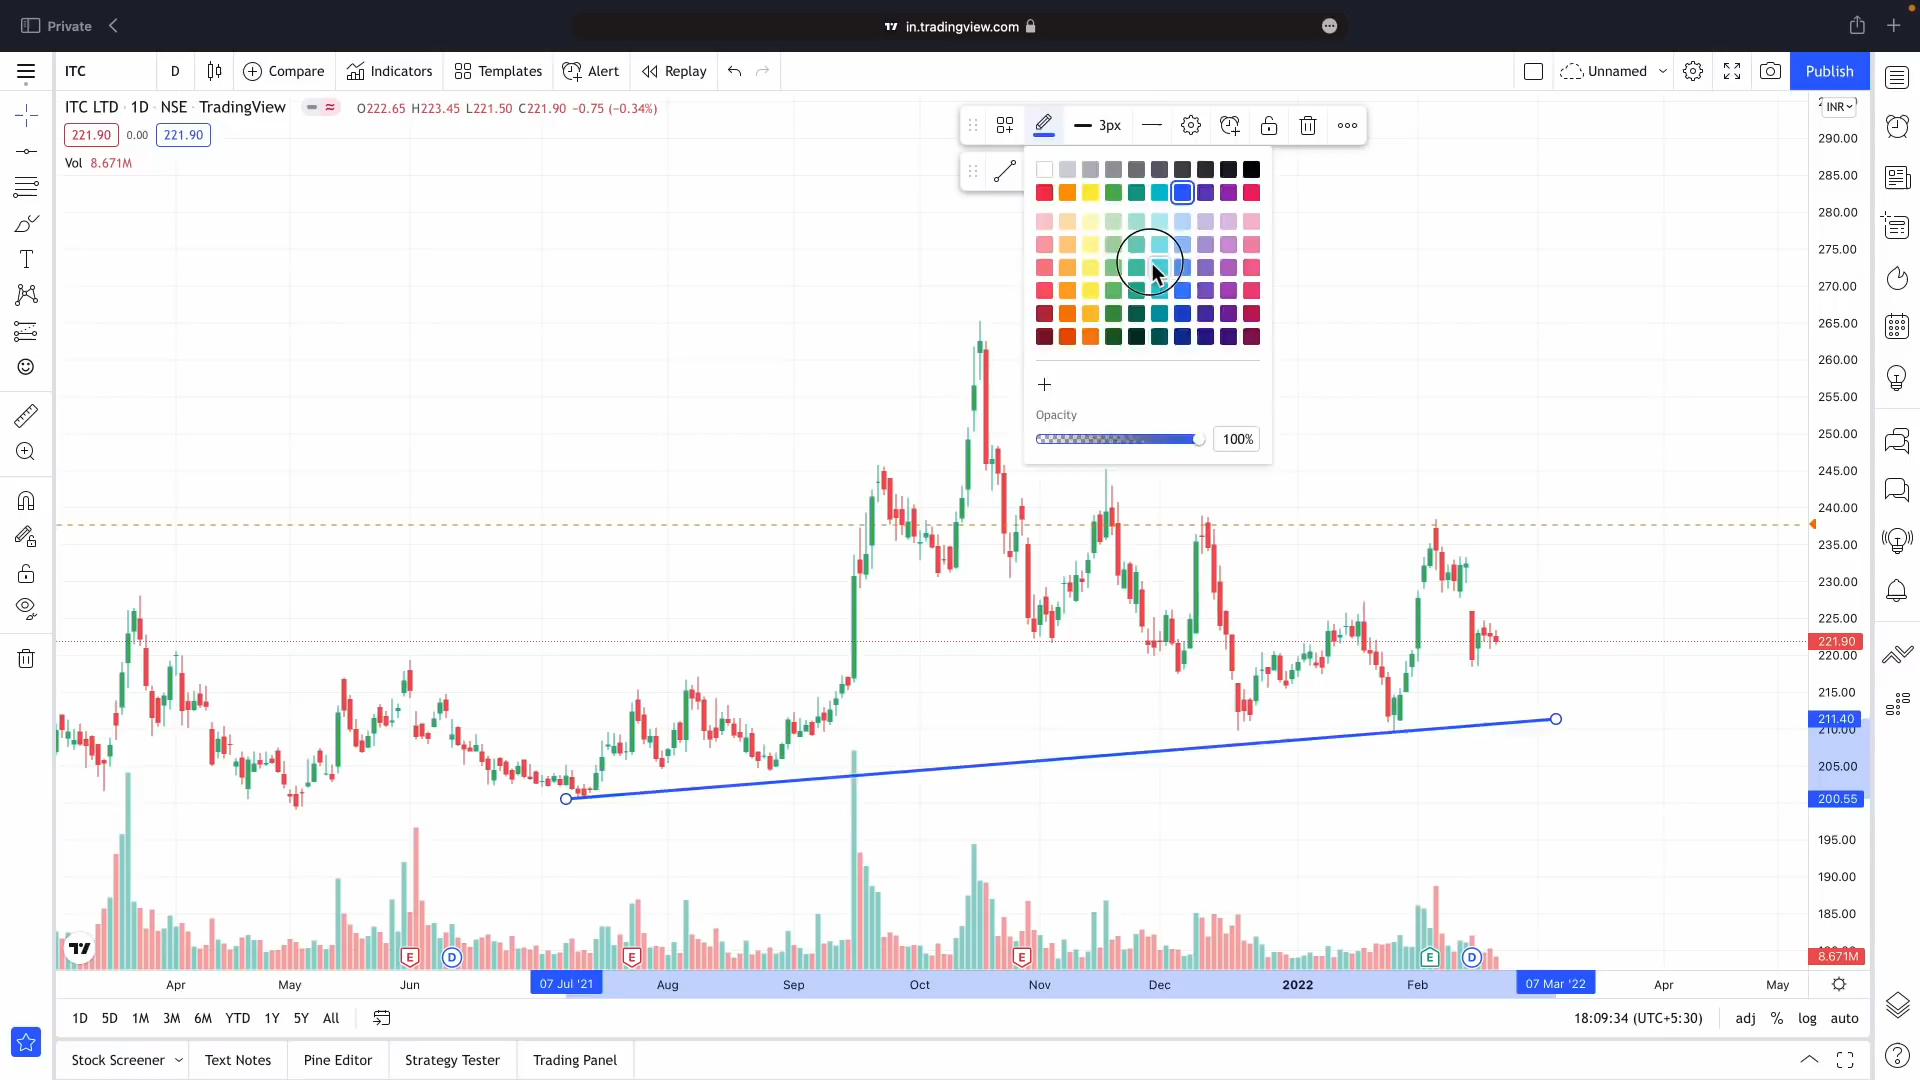 Private
in.tradingview.com
ITC D Compare Indicators Templates Alert Replay Unnamed Publish
ITC LTD · 1D · NSE · TradingView O222.65 H223.45 L221.50 C221.90 −0.75 (−0.34%)
221.90 0.00 221.90
Vol 8.671M
3px
Opacity
100%
INR
290.00
285.00
280.00
275.00
270.00
265.00
260.00
255.00
250.00
245.00
240.00
235.00
230.00
225.00
221.90
220.00
215.00
211.40
210.00
205.00
200.55
195.00
190.00
185.00
8.671M
E D E E E D
Apr May Jun 07 Jul '21 Aug Sep Oct Nov Dec 2022 Feb 07 Mar '22 Apr May
1D 5D 1M 3M 6M YTD 1Y 5Y All 18:09:34 (UTC+5:30) adj % log auto
Stock Screener Text Notes Pine Editor Strategy Tester Trading Panel